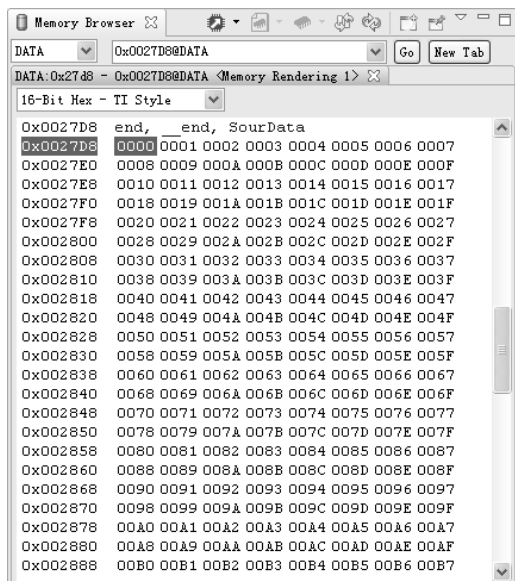 Memory Browser
DATA 0x0027D8@DATA Go New Tab
DATA:0x27d8 - 0x0027D8@DATA <Memory Rendering 1>
16-Bit Hex - TI Style
0x0027D8 end, __end, SourData
0x0027D8 0000 0001 0002 0003 0004 0005 0006 0007
0x0027E0 0008 0009 000A 000B 000C 000D 000E 000F
0x0027E8 0010 0011 0012 0013 0014 0015 0016 0017
0x0027F0 0018 0019 001A 001B 001C 001D 001E 001F
0x0027F8 0020 0021 0022 0023 0024 0025 0026 0027
0x002800 0028 0029 002A 002B 002C 002D 002E 002F
0x002808 0030 0031 0032 0033 0034 0035 0036 0037
0x002810 0038 0039 003A 003B 003C 003D 003E 003F
0x002818 0040 0041 0042 0043 0044 0045 0046 0047
0x002820 0048 0049 004A 004B 004C 004D 004E 004F
0x002828 0050 0051 0052 0053 0054 0055 0056 0057
0x002830 0058 0059 005A 005B 005C 005D 005E 005F
0x002838 0060 0061 0062 0063 0064 0065 0066 0067
0x002840 0068 0069 006A 006B 006C 006D 006E 006F
0x002848 0070 0071 0072 0073 0074 0075 0076 0077
0x002850 0078 0079 007A 007B 007C 007D 007E 007F
0x002858 0080 0081 0082 0083 0084 0085 0086 0087
0x002860 0088 0089 008A 008B 008C 008D 008E 008F
0x002868 0090 0091 0092 0093 0094 0095 0096 0097
0x002870 0098 0099 009A 009B 009C 009D 009E 009F
0x002878 00A0 00A1 00A2 00A3 00A4 00A5 00A6 00A7
0x002880 00A8 00A9 00AA 00AB 00AC 00AD 00AE 00AF
0x002888 00B0 00B1 00B2 00B3 00B4 00B5 00B6 00B7